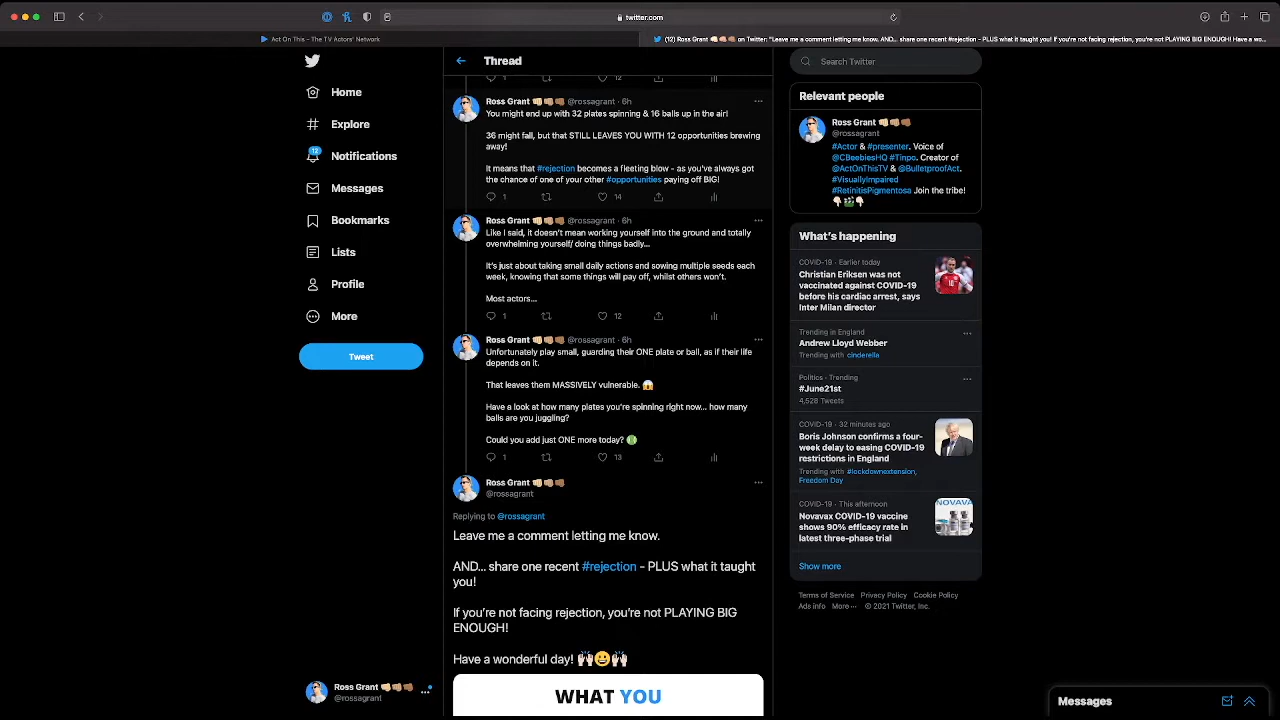 twitter.com
Act On This - The TV Actors' Network
(12) Ross Grant 👊🏼👊🏽👊🏾 on Twitter: "Leave me a comment letting me know. AND... share one recent #rejection - PLUS what it taught you! If you're not facing rejection, you're not PLAYING BIG ENOUGH! Have a wo...
Home
Explore
12
Notifications
Messages
Bookmarks
Lists
Profile
More
Tweet
Ross Grant 👊🏼👊🏽👊🏾
@rossagrant
Thread
1
12
Ross Grant 👊🏼👊🏽👊🏾 @rossagrant · 6h
You might end up with 32 plates spinning & 16 balls up in the air!
36 might fall, but that STILL LEAVES YOU WITH 12 opportunities brewing
away!
It means that #rejection becomes a fleeting blow - as you've always got
the chance of one of your other #opportunities paying off BIG!
1
14
Ross Grant 👊🏼👊🏽👊🏾 @rossagrant · 6h
Like I said, it doesn't mean working yourself into the ground and totally
overwhelming yourself/ doing things badly...
It's just about taking small daily actions and sowing multiple seeds each
week, knowing that some things will pay off, whilst others won't.
Most actors...
1
12
Ross Grant 👊🏼👊🏽👊🏾 @rossagrant · 6h
Unfortunately play small, guarding their ONE plate or ball, as if their life
depends on it.
That leaves them MASSIVELY vulnerable. 😱
Have a look at how many plates you're spinning right now... how many
balls are you juggling?
Could you add just ONE more today? 🎾
1
13
Ross Grant 👊🏼👊🏽👊🏾
@rossagrant
Replying to @rossagrant
Leave me a comment letting me know.
AND... share one recent #rejection - PLUS what it taught
you!
If you're not facing rejection, you're not PLAYING BIG
ENOUGH!
Have a wonderful day! 🙌🏻😀🙌🏻
WHAT YOU
Search Twitter
Relevant people
Ross Grant 👊🏼👊🏽👊🏾
@rossagrant
#Actor & #presenter. Voice of
@CBeebiesHQ #Tinpo. Creator of
@ActOnThisTV & @BulletproofAct.
#VisuallyImpaired
#RetinitisPigmentosa Join the tribe!
👇🏻🎬👇🏻
What's happening
COVID-19 · Earlier today
Christian Eriksen was not
vaccinated against COVID-19
before his cardiac arrest, says
Inter Milan director
Trending in England
Andrew Lloyd Webber
Trending with cinderella
Politics · Trending
#June21st
4,528 Tweets
COVID-19 · 32 minutes ago
Boris Johnson confirms a four-
week delay to easing COVID-19
restrictions in England
Trending with #lockdownextension,
Freedom Day
COVID-19 · This afternoon
Novavax COVID-19 vaccine
shows 90% efficacy rate in
latest three-phase trial
NOVAVA
Show more
Terms of Service Privacy Policy Cookie Policy
Ads info More ··· © 2021 Twitter, Inc.
Messages